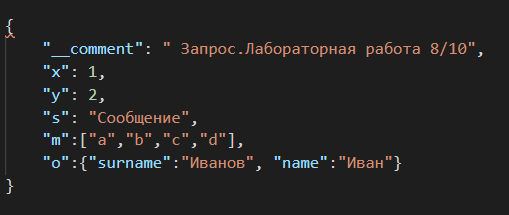 {
"__comment": " Запрос.Лабораторная работа 8/10",
"x": 1,
"y": 2,
"s": "Сообщение",
"m":["a","b","c","d"],
"o":{"surname":"Иванов", "name":"Иван"}
}